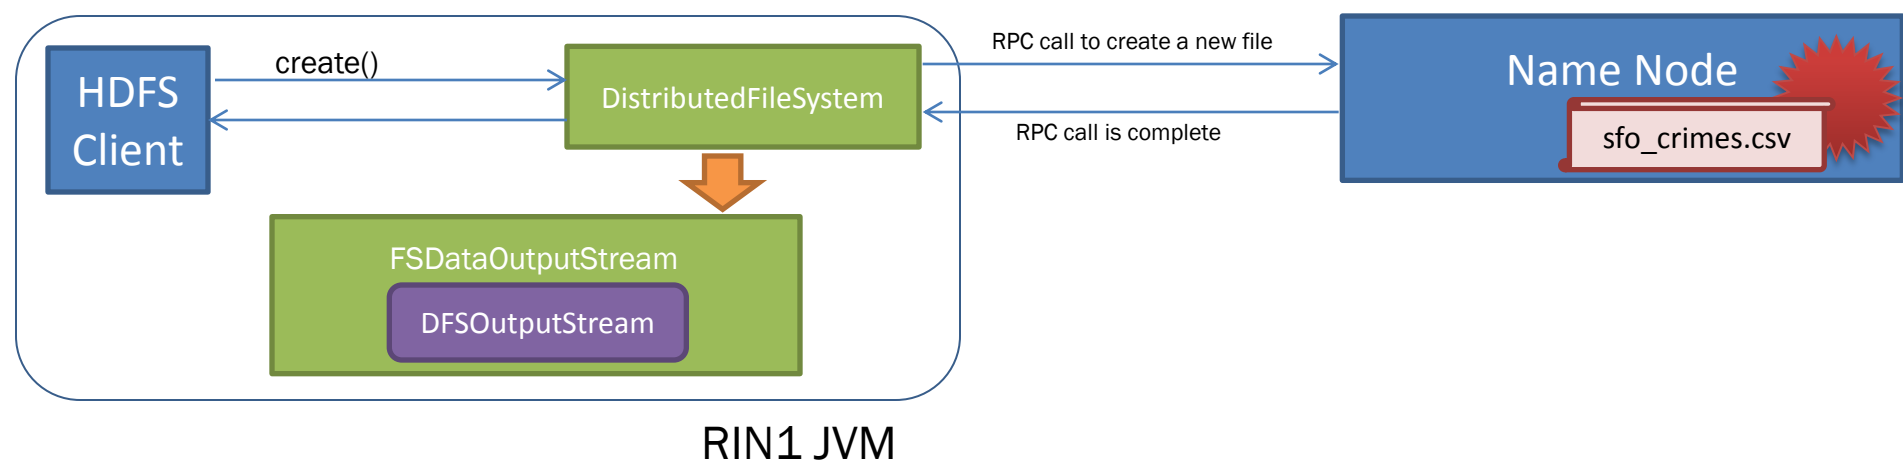 HDFS
Client
create()
DistributedFileSystem
RPC call to create a new file
RPC call is complete
Name Node
sfo_crimes.csv
FSDataOutputStream
DFSOutputStream
RIN1 JVM